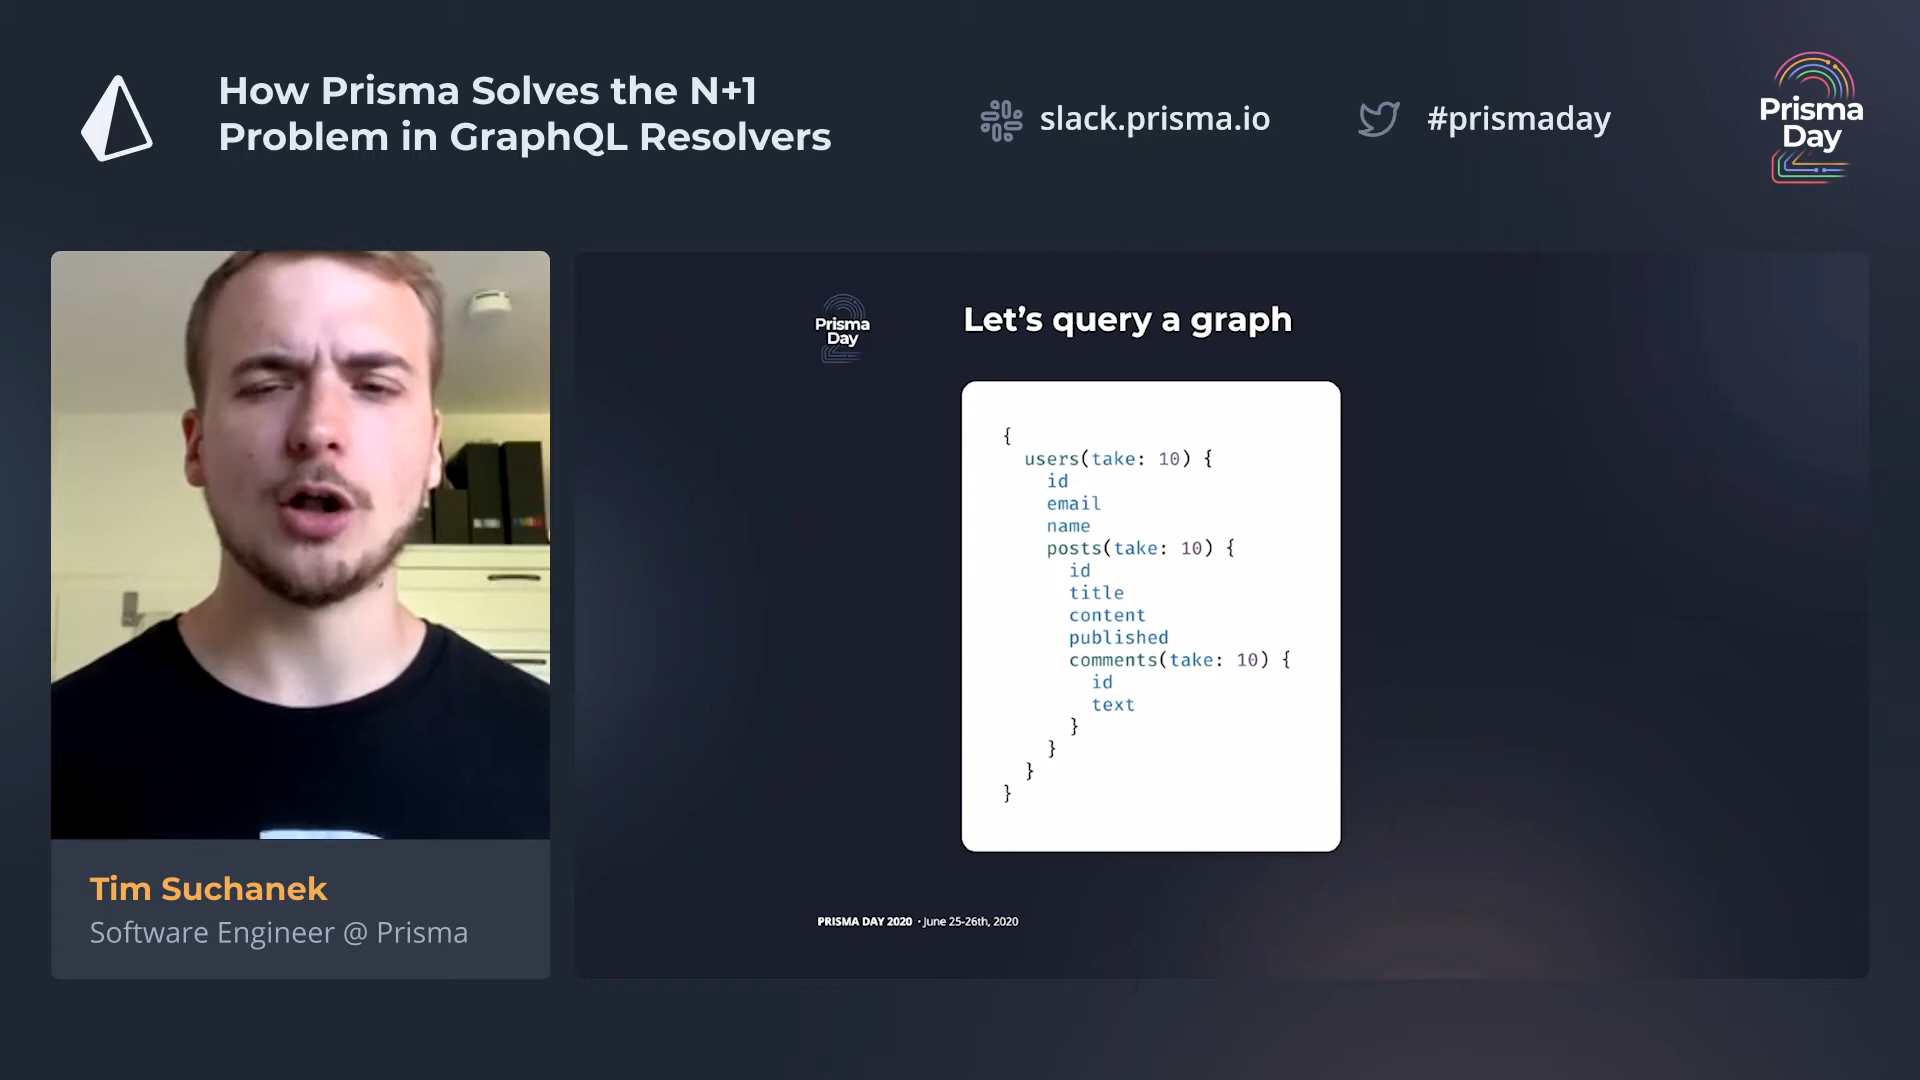 How Prisma Solves the N+1
Problem in GraphQL Resolvers
slack.prisma.io
#prismaday
Prisma
Day
Prisma
Day
Let’s query a graph
{
users(take: 10) {
id
email
name
posts(take: 10) {
id
title
content
published
comments(take: 10) {
id
text
}
}
}
}
PRISMA DAY 2020 · June 25-26th, 2020
Tim Suchanek
Software Engineer @ Prisma